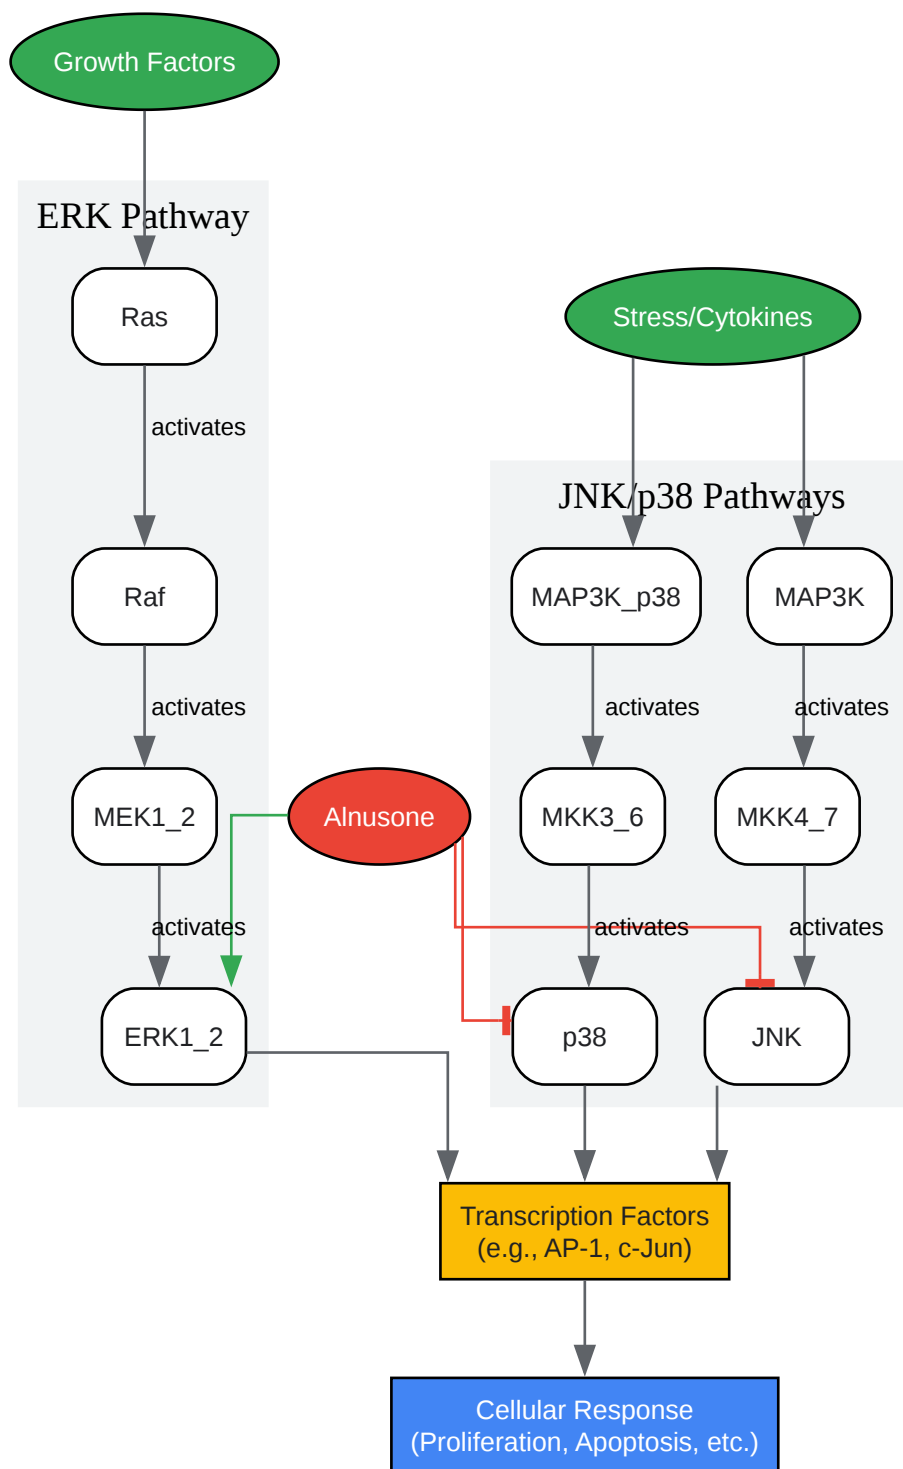 Growth Factors
ERK Pathway
Ras
Stress/Cytokines
activates
JNK/p38 Pathways
Raf
MAP3K_p38
MAP3K
activates
activates
activates
MEK1_2
Alnusone
MKK3_6
MKK4_7
activates
activates
activates
ERK1_2
p38
JNK
Transcription Factors
(e.g., AP-1, c-Jun)
Cellular Response
(Proliferation, Apoptosis, etc.)